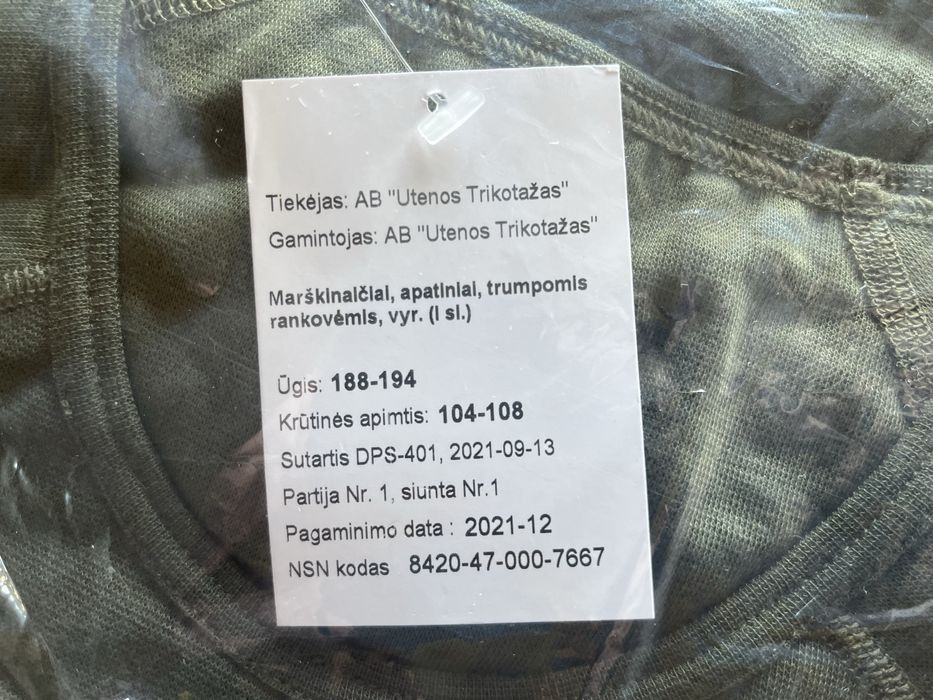 Tiekėjas: AB "Utenos Trikotažas"
Gamintojas: AB "Utenos Trikotažas"
Marškinaičiai, apatiniai, trumpomis
rankovėmis, vyr. (I sl.)
Ūgis: 188-194
Krūtinės apimtis: 104-108
Sutartis DPS-401, 2021-09-13
Partija Nr. 1, siunta Nr.1
Pagaminimo data : 2021-12
NSN kodas 8420-47-000-7667